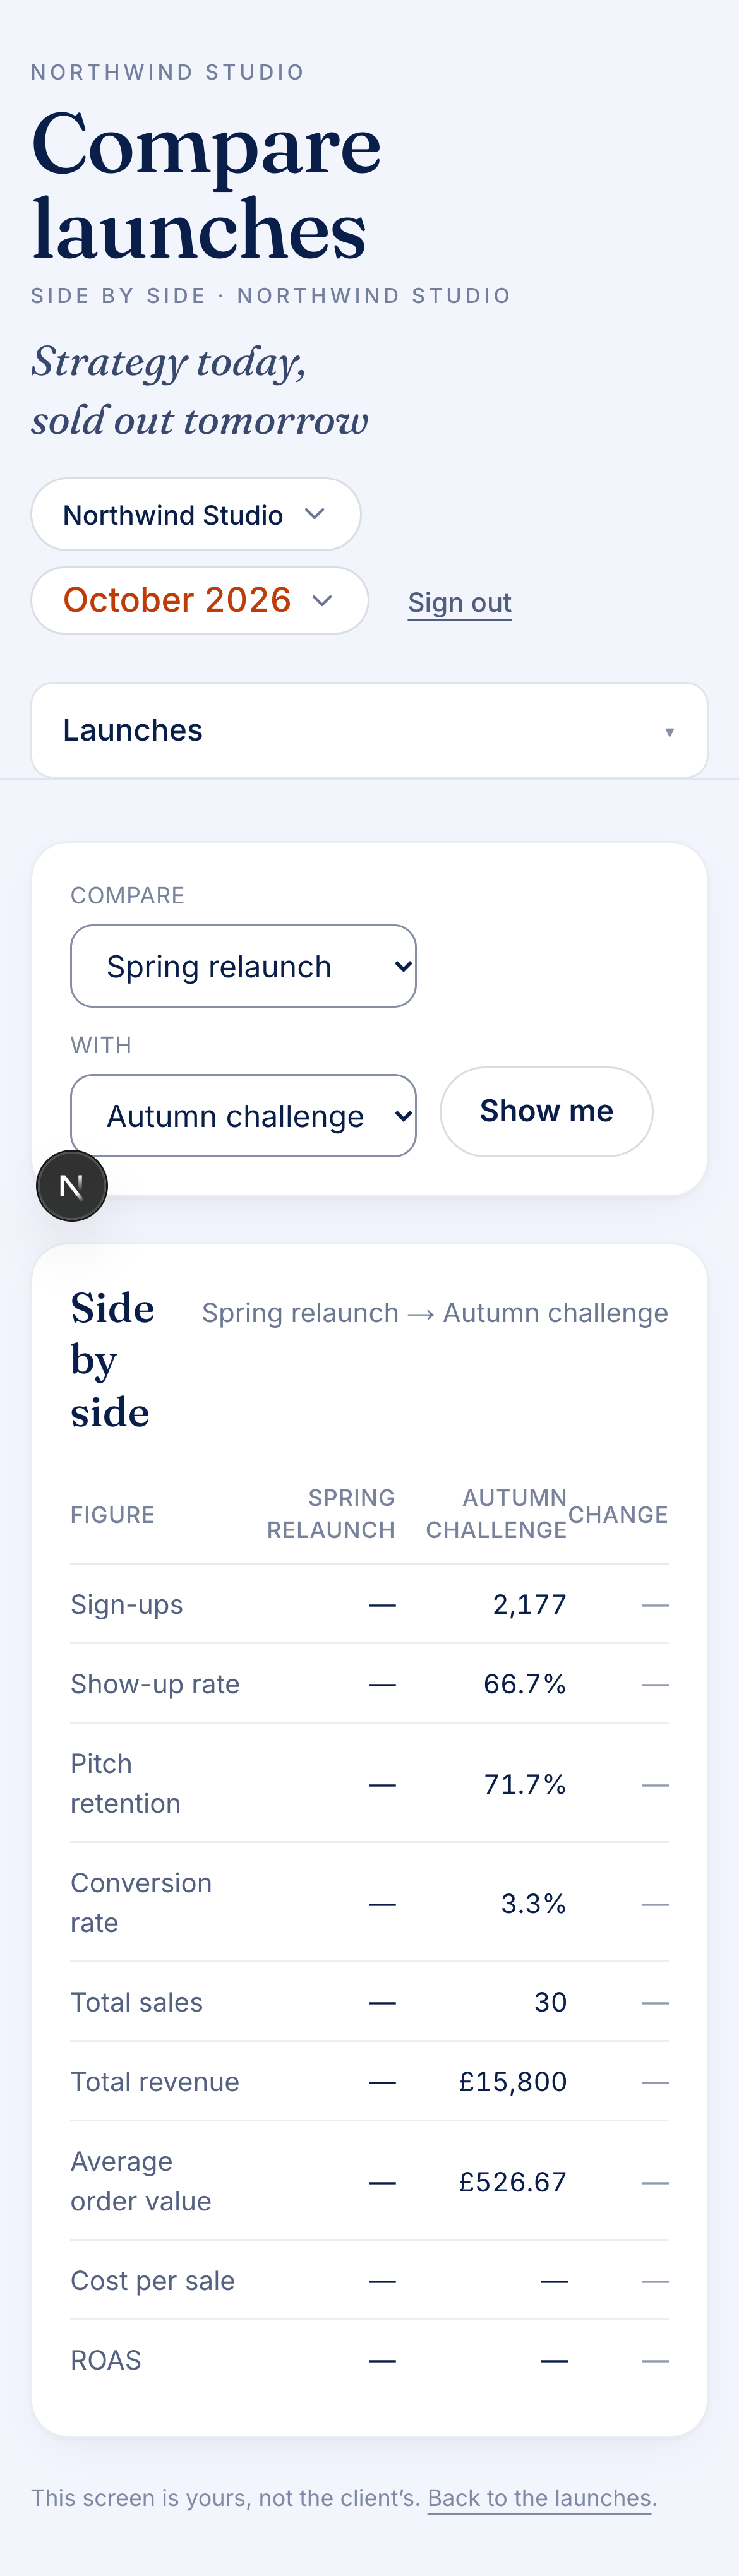 NORTHWIND STUDIO
Compare
launches
SIDE BY SIDE · NORTHWIND STUDIO
Strategy today,
sold out tomorrow
Northwind Studio
October 2026
Sign out
Launches
COMPARE
Spring relaunch
WITH
Autumn challenge
Show me
N
Side
by
side
Spring relaunch → Autumn challenge
FIGURE SPRING RELAUNCH AUTUMN CHALLENGE CHANGE
Sign-ups — 2,177 —
Show-up rate — 66.7% —
Pitch retention — 71.7% —
Conversion rate — 3.3% —
Total sales — 30 —
Total revenue — £15,800 —
Average order value — £526.67 —
Cost per sale — — —
ROAS — — —
This screen is yours, not the client’s. Back to the launches.